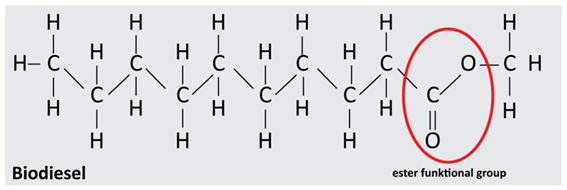 H H H H H H
H H H H
H C C C C C O C H
C C C C C
H H H H H H
H H H H O
Biodiesel
ester funktional group